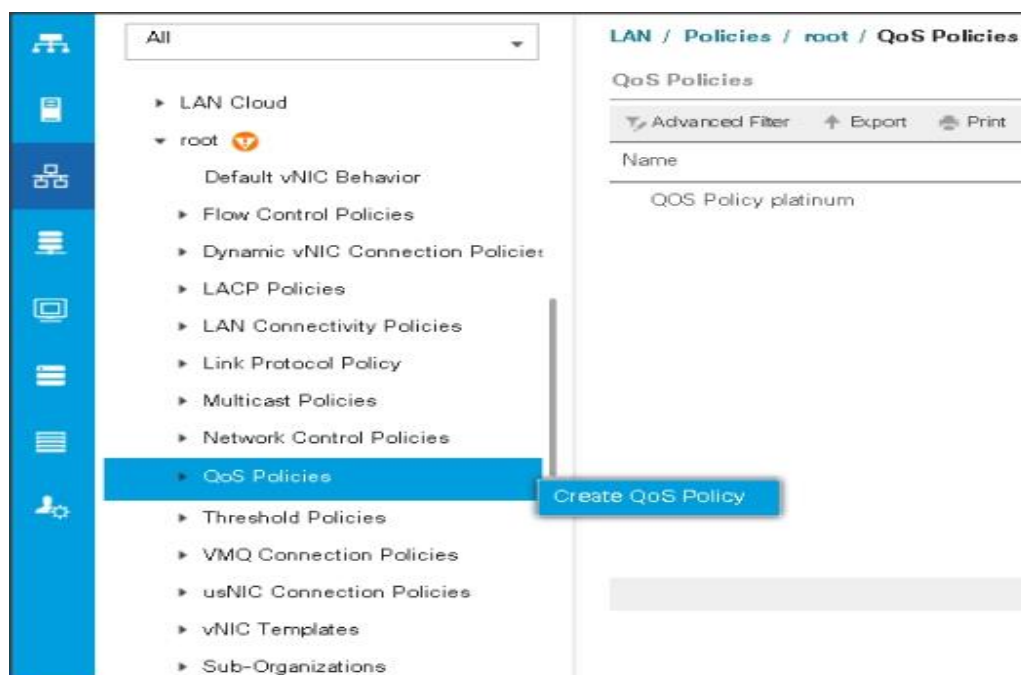 All
LAN Cloud
root
Default vNIC Behavior
Flow Control Policies
Dynamic vNIC Connection Policies
LACP Policies
LAN Connectivity Policies
Link Protocol Policy
Multicast Policies
Network Control Policies
QoS Policies
Create QoS Policy
Threshold Policies
VMQ Connection Policies
usNIC Connection Policies
vNIC Templates
Sub-Organizations
LAN / Policies / root / QoS Policies
QoS Policies
Advanced Filter Export Print
Name
QOS Policy platinum